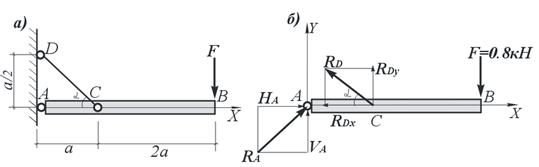 а)
D
a/2
A
C
α
F
B
X
a
2a
б)
Y
R_D
R_Dy
α
F=0.8кН
H_A
A
B
R_Dx
C
X
R_A
V_A